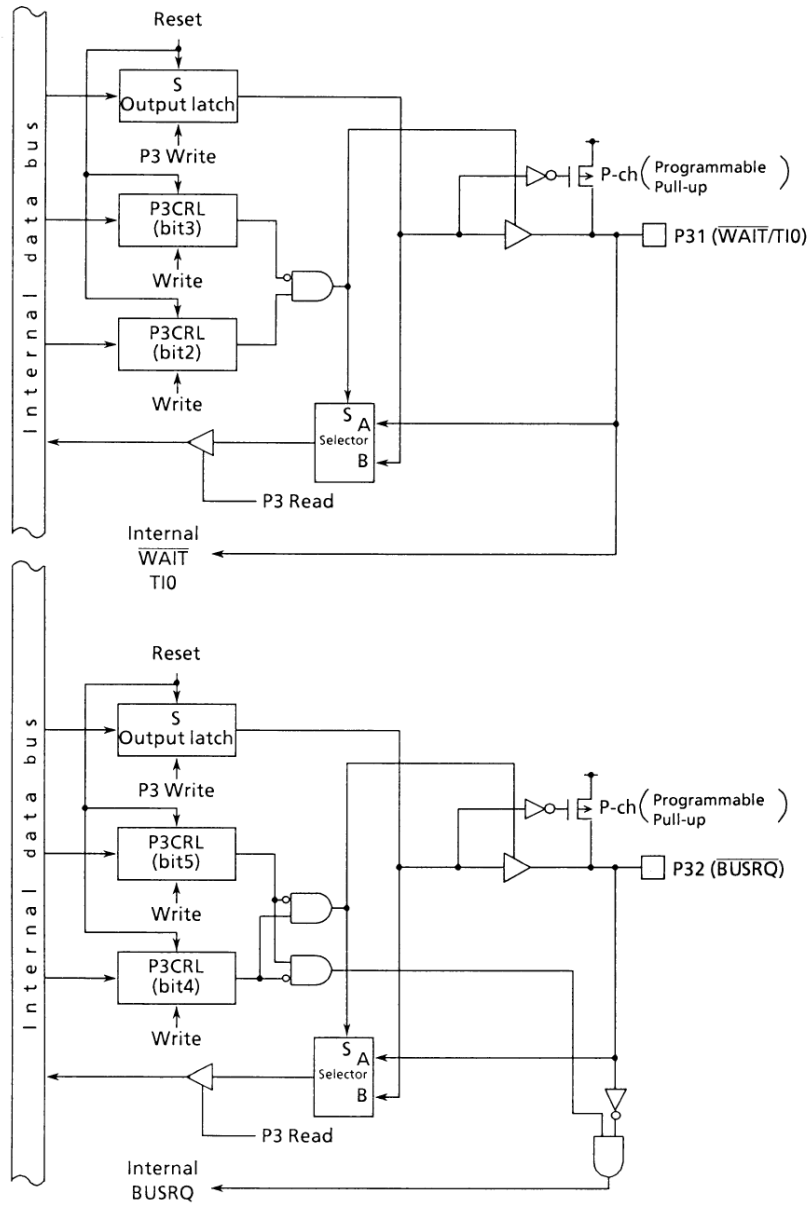 Reset
S
Output latch
P3 Write
P-ch (Programmable
Pull-up)
P3CRL
(bit3)
P31 (WAIT/TI0)
Write
P3CRL
(bit2)
Write
S
A
Selector
B
P3 Read
Internal data bus
Internal
WAIT
TI0
Reset
S
Output latch
P3 Write
P-ch (Programmable
Pull-up)
P3CRL
(bit5)
P32 (BUSRQ)
Write
P3CRL
(bit4)
Write
S
A
Selector
B
P3 Read
Internal data bus
Internal
BUSRQ